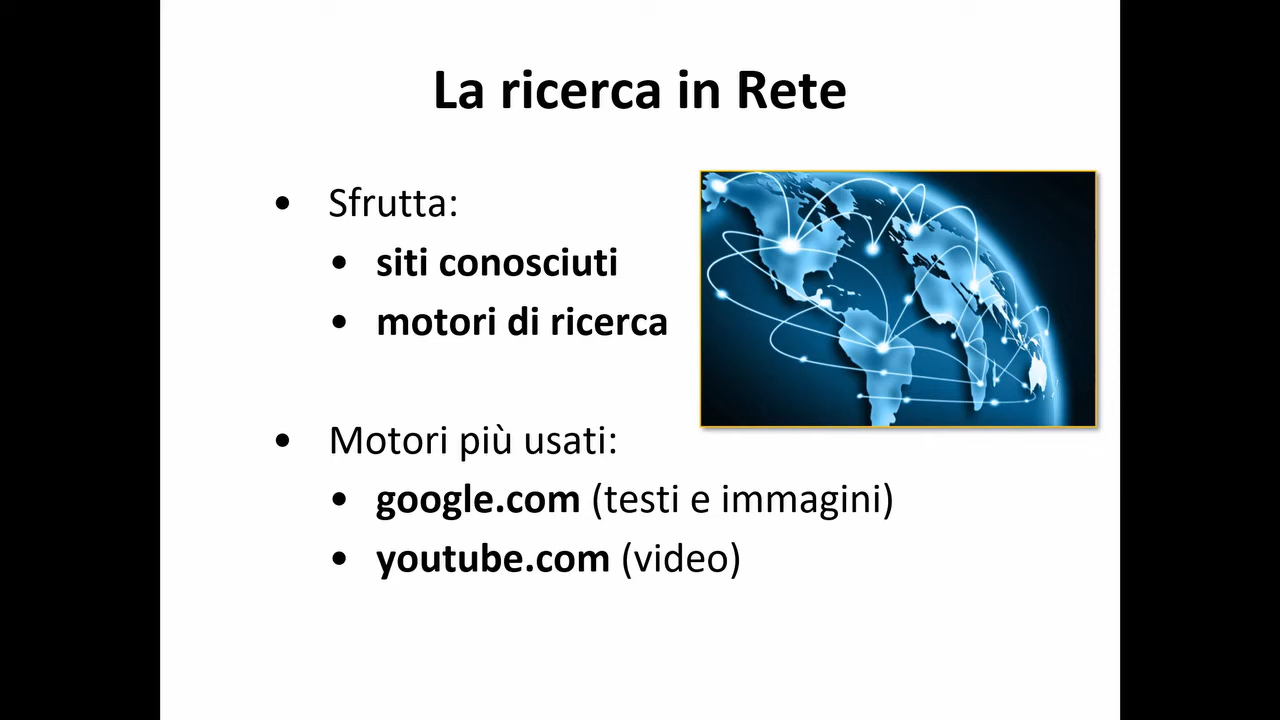 La ricerca in Rete
• Sfrutta:
• siti conosciuti
• motori di ricerca
• Motori più usati:
• google.com (testi e immagini)
• youtube.com (video)